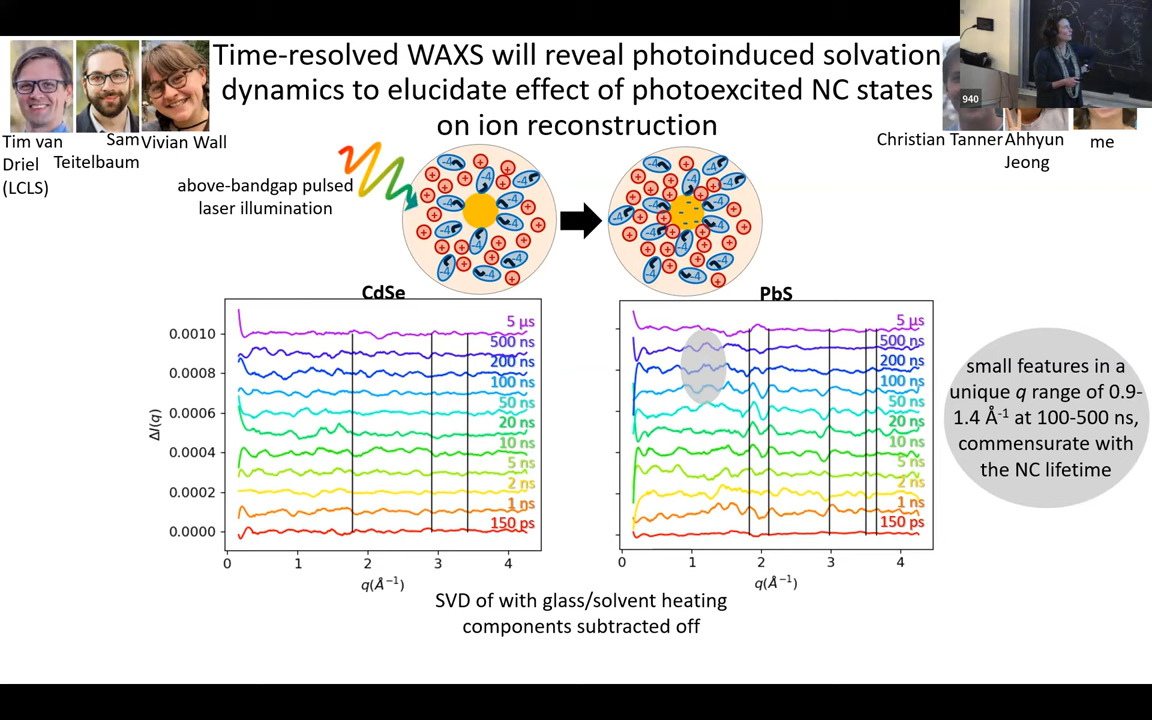 Time-resolved WAXS will reveal photoinduced solvation
dynamics to elucidate effect of photoexcited NC states
on ion reconstruction
Tim van
Driel
(LCLS)
Sam
Teitelbaum
Vivian Wall
Christian Tanner
Ahhyun
Jeong
me
940
above-bandgap pulsed
laser illumination
CdSe
5 µs
500 ns
200 ns
100 ns
50 ns
20 ns
10 ns
5 ns
2 ns
1 ns
150 ps
0.0010
0.0008
0.0006
0.0004
0.0002
0.0000
ΔI(q)
0 1 2 3 4
q(Å⁻¹)
PbS
5 µs
500 ns
200 ns
100 ns
50 ns
20 ns
10 ns
5 ns
2 ns
1 ns
150 ps
0 1 2 3 4
q(Å⁻¹)
small features in a
unique q range of 0.9-
1.4 Å⁻¹ at 100-500 ns,
commensurate with
the NC lifetime
SVD of with glass/solvent heating
components subtracted off